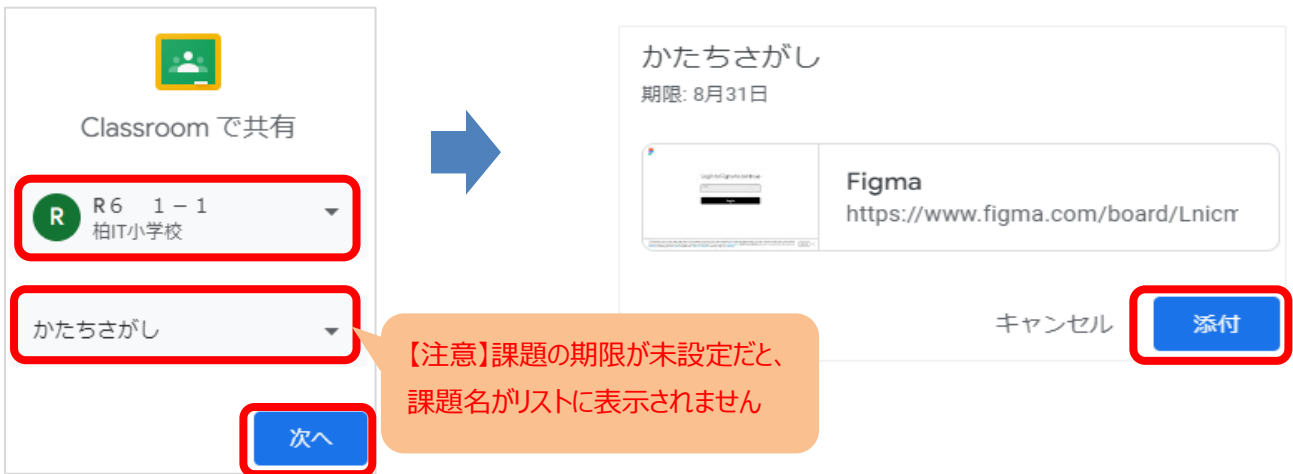 Classroom で共有
R
R6 1－1
柏IT小学校
かたちさがし
次へ
【注意】課題の期限が未設定だと、
課題名がリストに表示されません
かたちさがし
期限: 8月31日
Figma
https://www.figma.com/board/Lnicm
キャンセル
添付